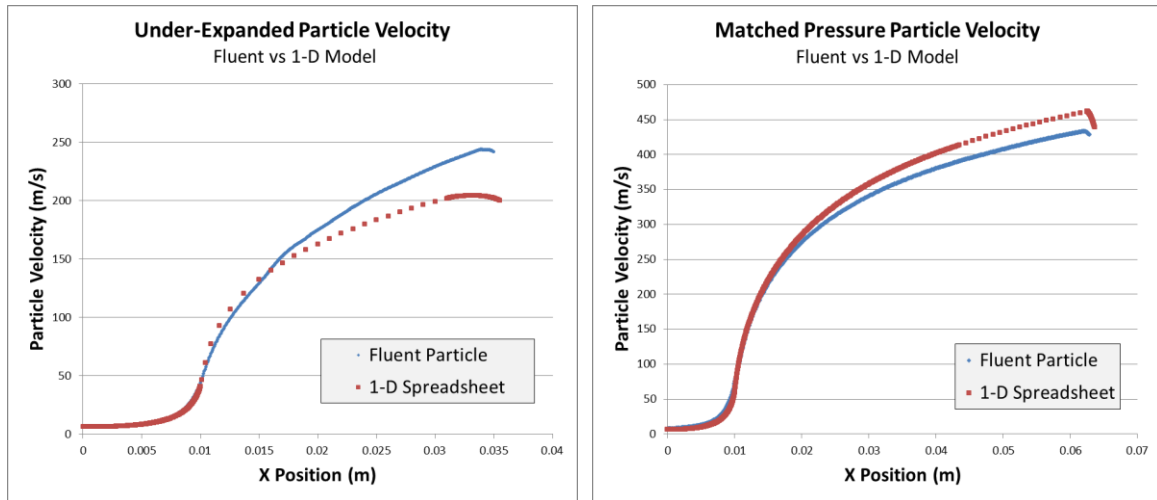 Under-Expanded Particle Velocity
Fluent vs 1-D Model
300
250
200
150
100
50
0
0
0.005
0.01
0.015
0.02
0.025
0.03
0.035
0.04
Particle Velocity (m/s)
X Position (m)
Fluent Particle
1-D Spreadsheet
Matched Pressure Particle Velocity
Fluent vs 1-D Model
500
450
400
350
300
250
200
150
100
50
0
0
0.01
0.02
0.03
0.04
0.05
0.06
0.07
Particle Velocity (m/s)
X Position (m)
Fluent Particle
1-D Spreadsheet